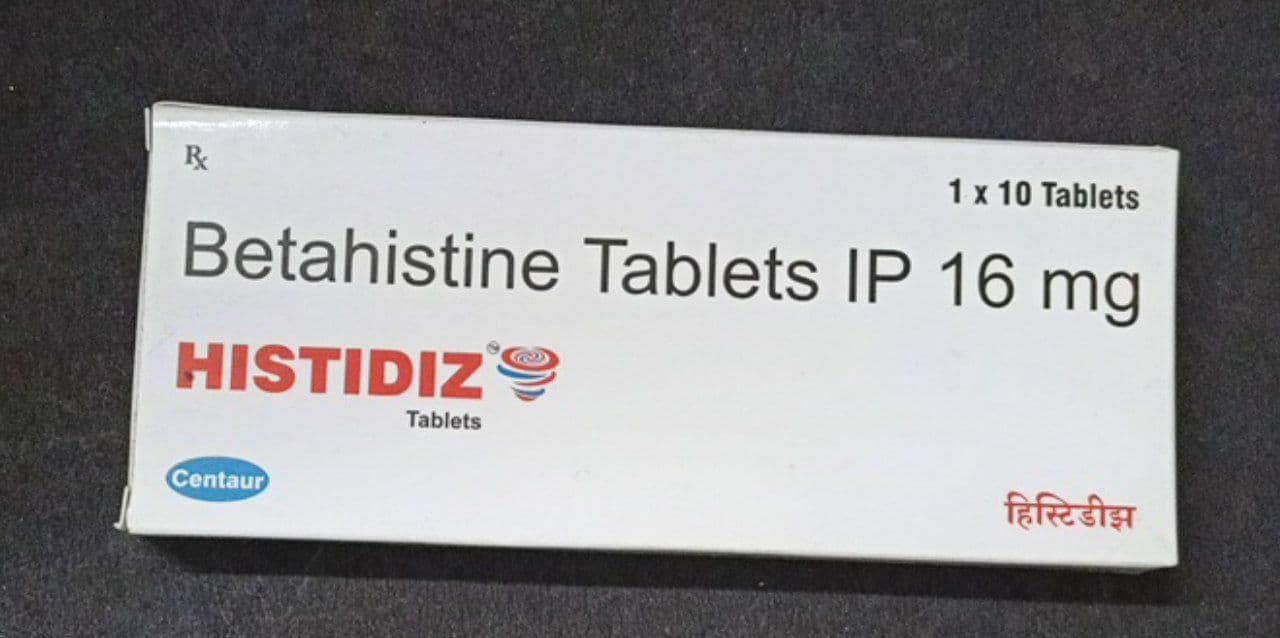 Rx
1 x 10 Tablets
Betahistine Tablets IP 16 mg
HISTIDIZ
Tablets
Centaur
हिस्टिडीझ